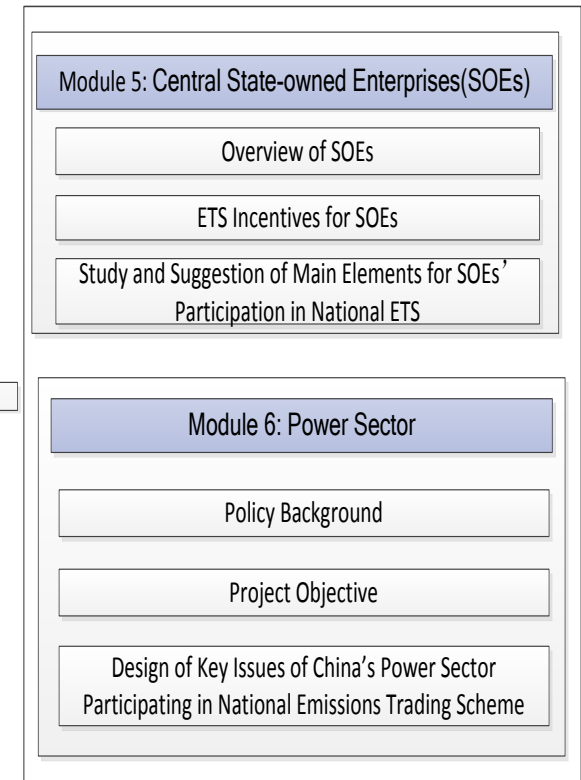 Module 5: Central State-owned Enterprises(SOEs)
Overview of SOEs
ETS Incentives for SOEs
Study and Suggestion of Main Elements for SOEs’
Participation in National ETS
Module 6: Power Sector
Policy Background
Project Objective
Design of Key Issues of China’s Power Sector
Participating in National Emissions Trading Scheme